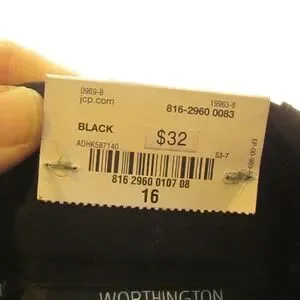 0969-B
19963-8
jcp.com
816-2960 0083
BLACK
$32
ADHK587140
S3-7
816 2960 0107 08
16
WORTHINGTON